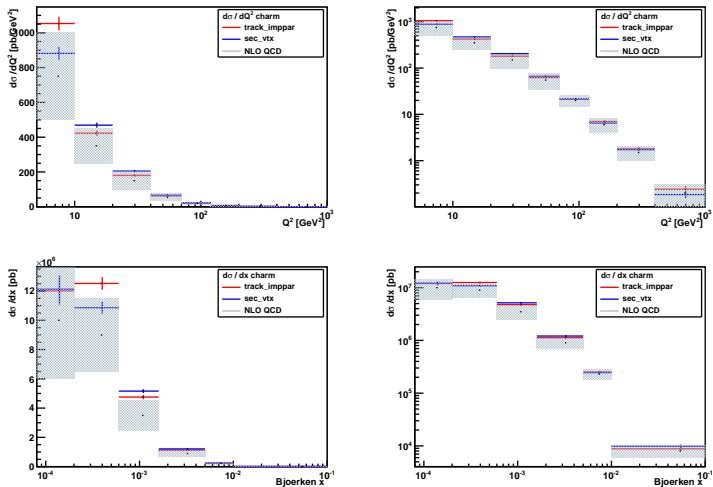 dσ / dQ² charm
track_imppar
sec_vtx
NLO QCD
dσ /dQ² [pb/GeV²]
1000
800
600
400
200
0
10
10²
10³
Q² [GeV²]
dσ / dQ² charm
track_imppar
sec_vtx
NLO QCD
dσ /dQ² [pb/GeV²]
10³
10²
10
1
10
10²
10³
Q² [GeV²]
×10⁶
dσ / dx charm
track_imppar
sec_vtx
NLO QCD
dσ /dx [pb]
12
10
8
6
4
2
0
10⁻⁴
10⁻³
10⁻²
10⁻¹
Bjoerken x
dσ / dx charm
track_imppar
sec_vtx
NLO QCD
dσ /dx [pb]
10⁷
10⁶
10⁵
10⁴
10⁻⁴
10⁻³
10⁻²
10⁻¹
Bjoerken x